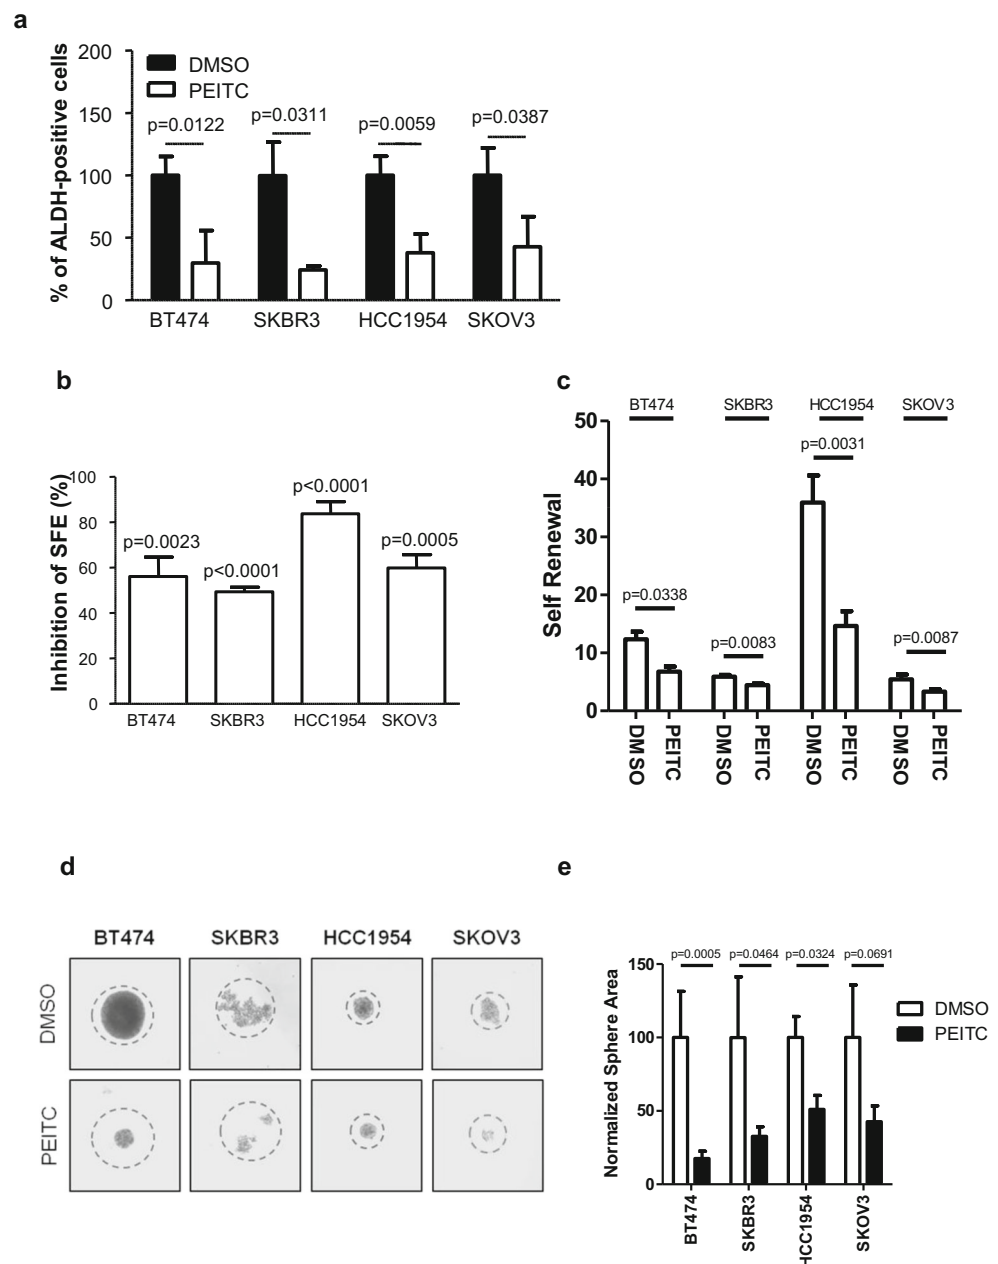 a
% of ALDH-positive cells
200
150
100
50
0
DMSO
PEITC
p=0.0122
p=0.0311
p=0.0059
p=0.0387
BT474
SKBR3
HCC1954
SKOV3
b
Inhibition of SFE (%)
100
80
60
40
20
0
p=0.0023
p<0.0001
p<0.0001
p=0.0005
BT474
SKBR3
HCC1954
SKOV3
c
Self Renewal
50
40
30
20
10
0
BT474
SKBR3
HCC1954
SKOV3
p=0.0338
p=0.0083
p=0.0031
p=0.0087
DMSO
PEITC
DMSO
PEITC
DMSO
PEITC
DMSO
PEITC
d
BT474
SKBR3
HCC1954
SKOV3
DMSO
PEITC
e
Normalized Sphere Area
150
100
50
0
p=0.0005
p=0.0464
p=0.0324
p=0.0691
DMSO
PEITC
BT474
SKBR3
HCC1954
SKOV3